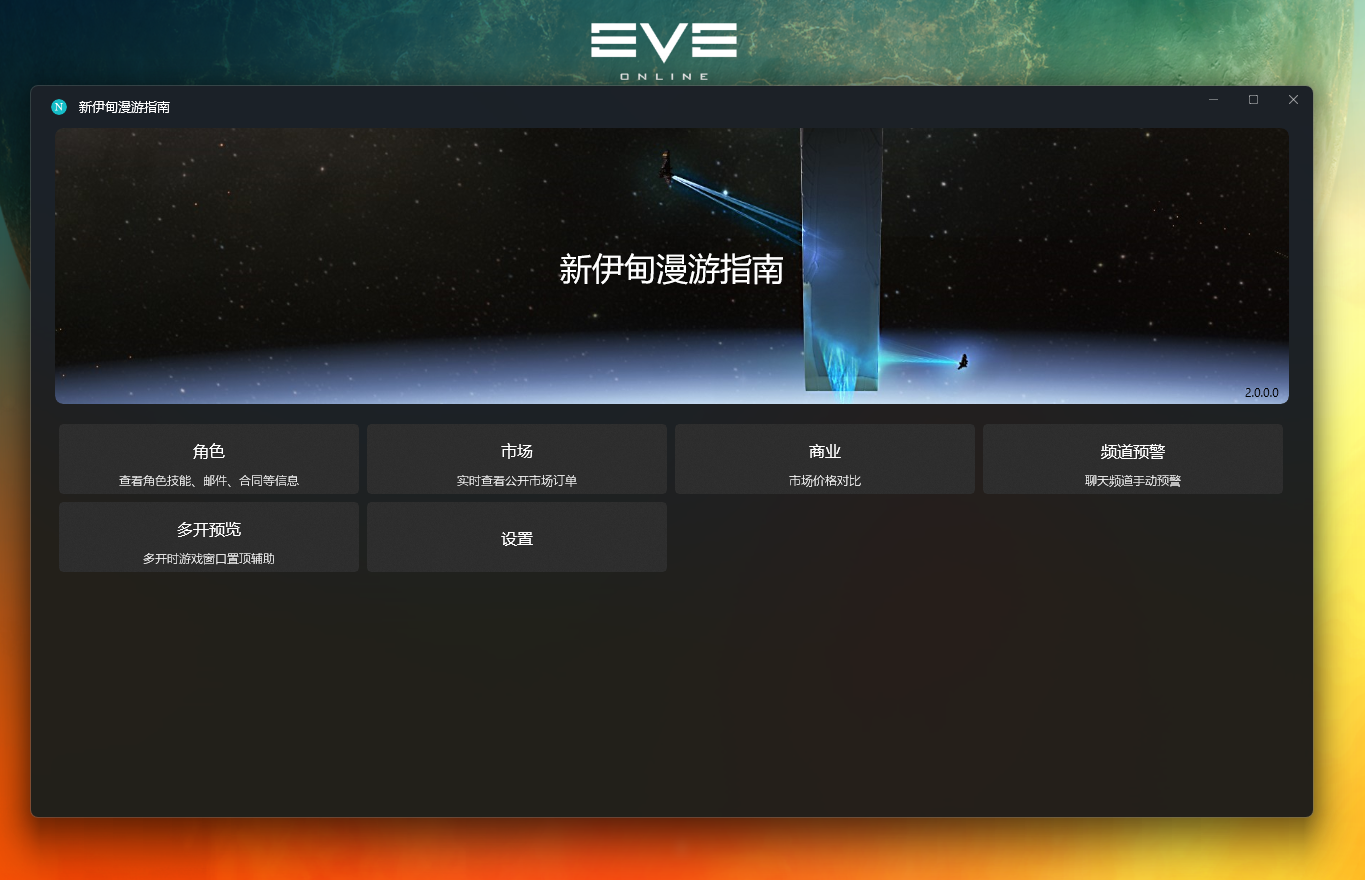 EVE
ONLINE
N 新伊甸漫游指南
新伊甸漫游指南
2.0.0.0
角色
查看角色技能、邮件、合同等信息
市场
实时查看公开市场订单
商业
市场价格对比
频道预警
聊天频道手动预警
多开预览
多开时游戏窗口置顶辅助
设置